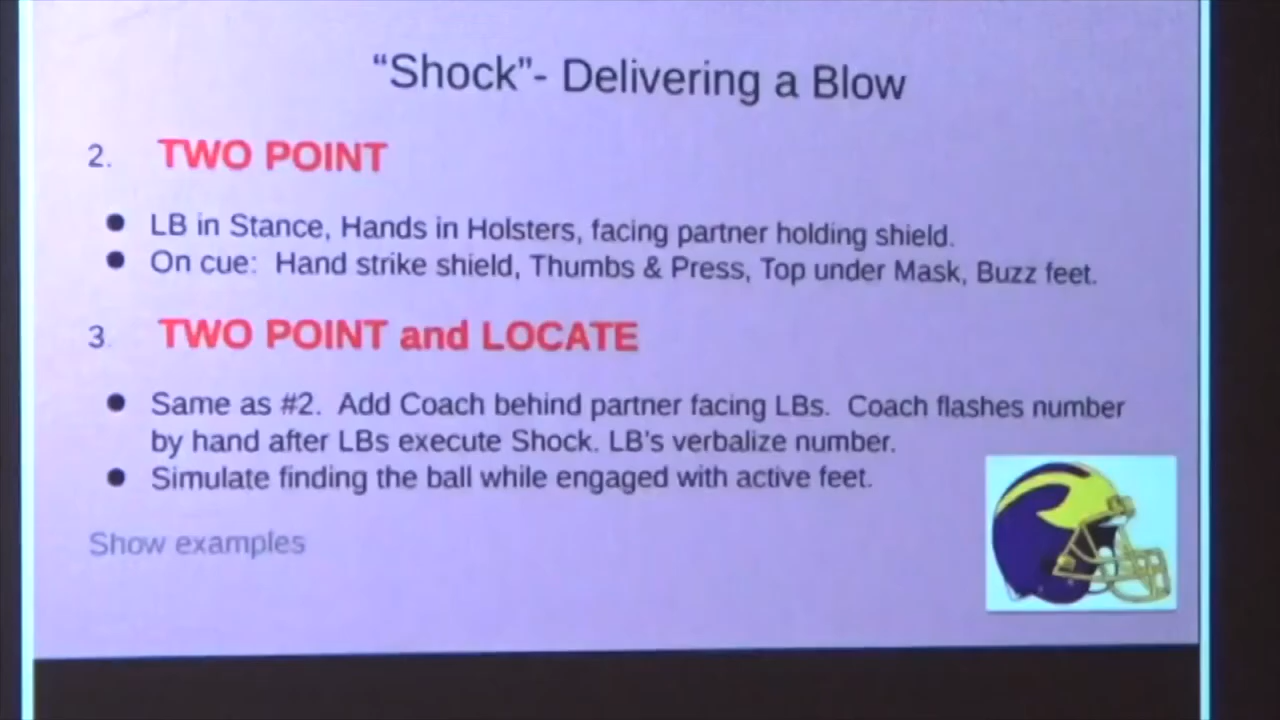 “Shock”- Delivering a Blow
2. TWO POINT
● LB in Stance, Hands in Holsters, facing partner holding shield.
● On cue: Hand strike shield, Thumbs & Press, Top under Mask, Buzz feet.
3. TWO POINT and LOCATE
● Same as #2. Add Coach behind partner facing LBs. Coach flashes number
by hand after LBs execute Shock. LB's verbalize number.
● Simulate finding the ball while engaged with active feet.
Show examples